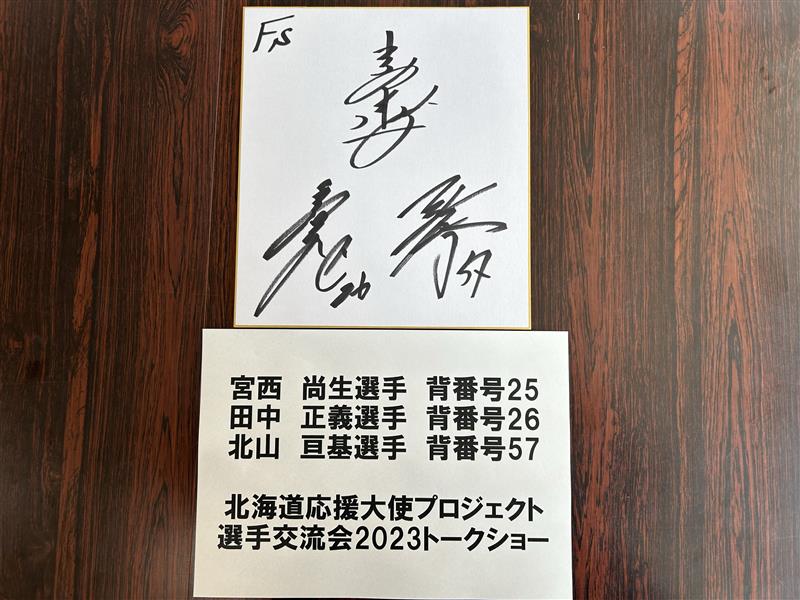 Fs
26
57
宮西 尚生選手 背番号25
田中 正義選手 背番号26
北山 亘基選手 背番号57
北海道応援大使プロジェクト
選手交流会2023トークショー